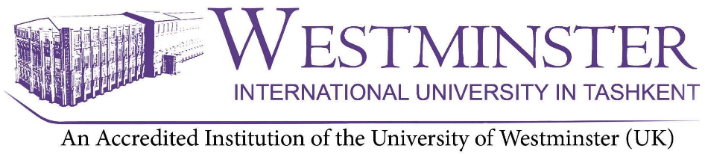 WESTMINSTER
INTERNATIONAL UNIVERSITY IN TASHKENT
An Accredited Institution of the University of Westminster (UK)